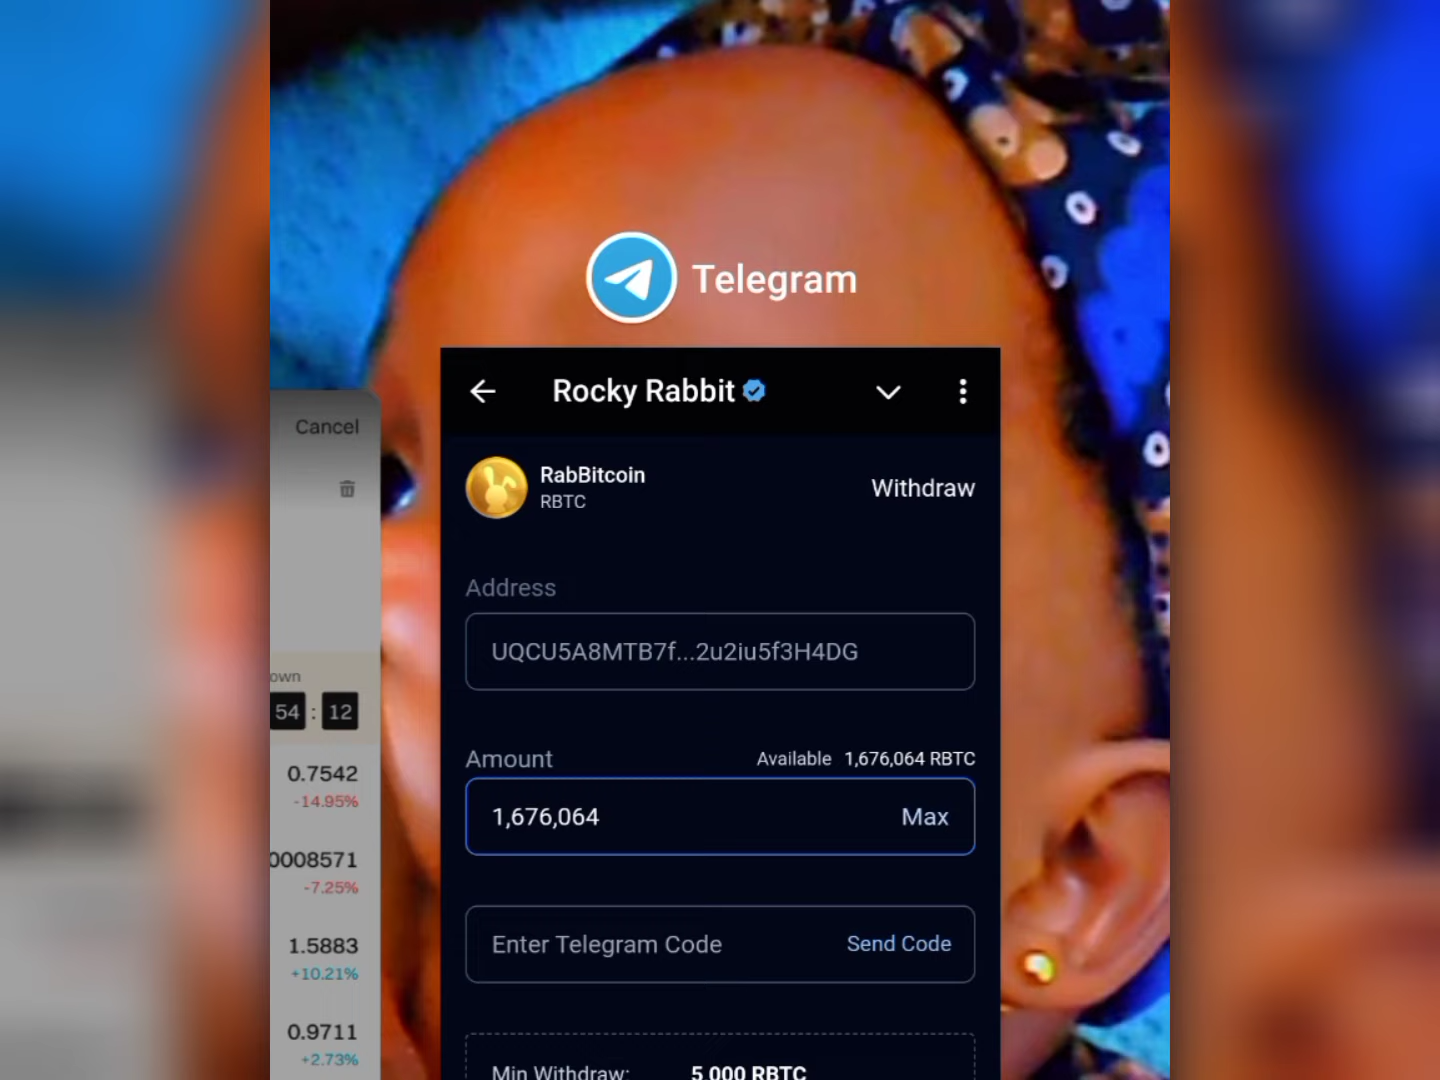 Telegram
Rocky Rabbit
Cancel
RabBitcoin
RBTC
Withdraw
Address
UQCU5A8MTB7f...2u2iu5f3H4DG
own
54 : 12
Amount
Available 1,676,064 RBTC
0.7542
-14.95%
1,676,064
Max
0008571
-7.25%
Enter Telegram Code
Send Code
1.5883
+10.21%
0.9711
+2.73%
Min Withdraw: 5,000 RBTC